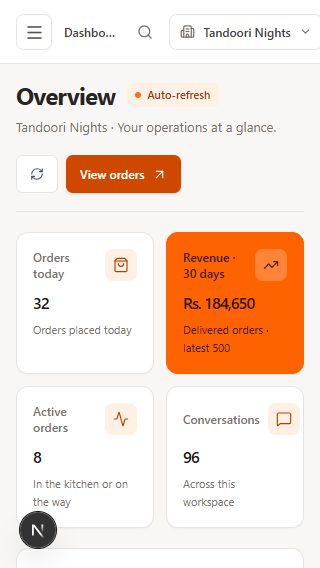 Dashbo...
Tandoori Nights
Overview
Auto-refresh
Tandoori Nights · Your operations at a glance.
View orders
Orders
today
32
Orders placed today
Revenue ·
30 days
Rs. 184,650
Delivered orders ·
latest 500
Active
orders
8
In the kitchen or on
the way
Conversations
96
Across this
workspace
N